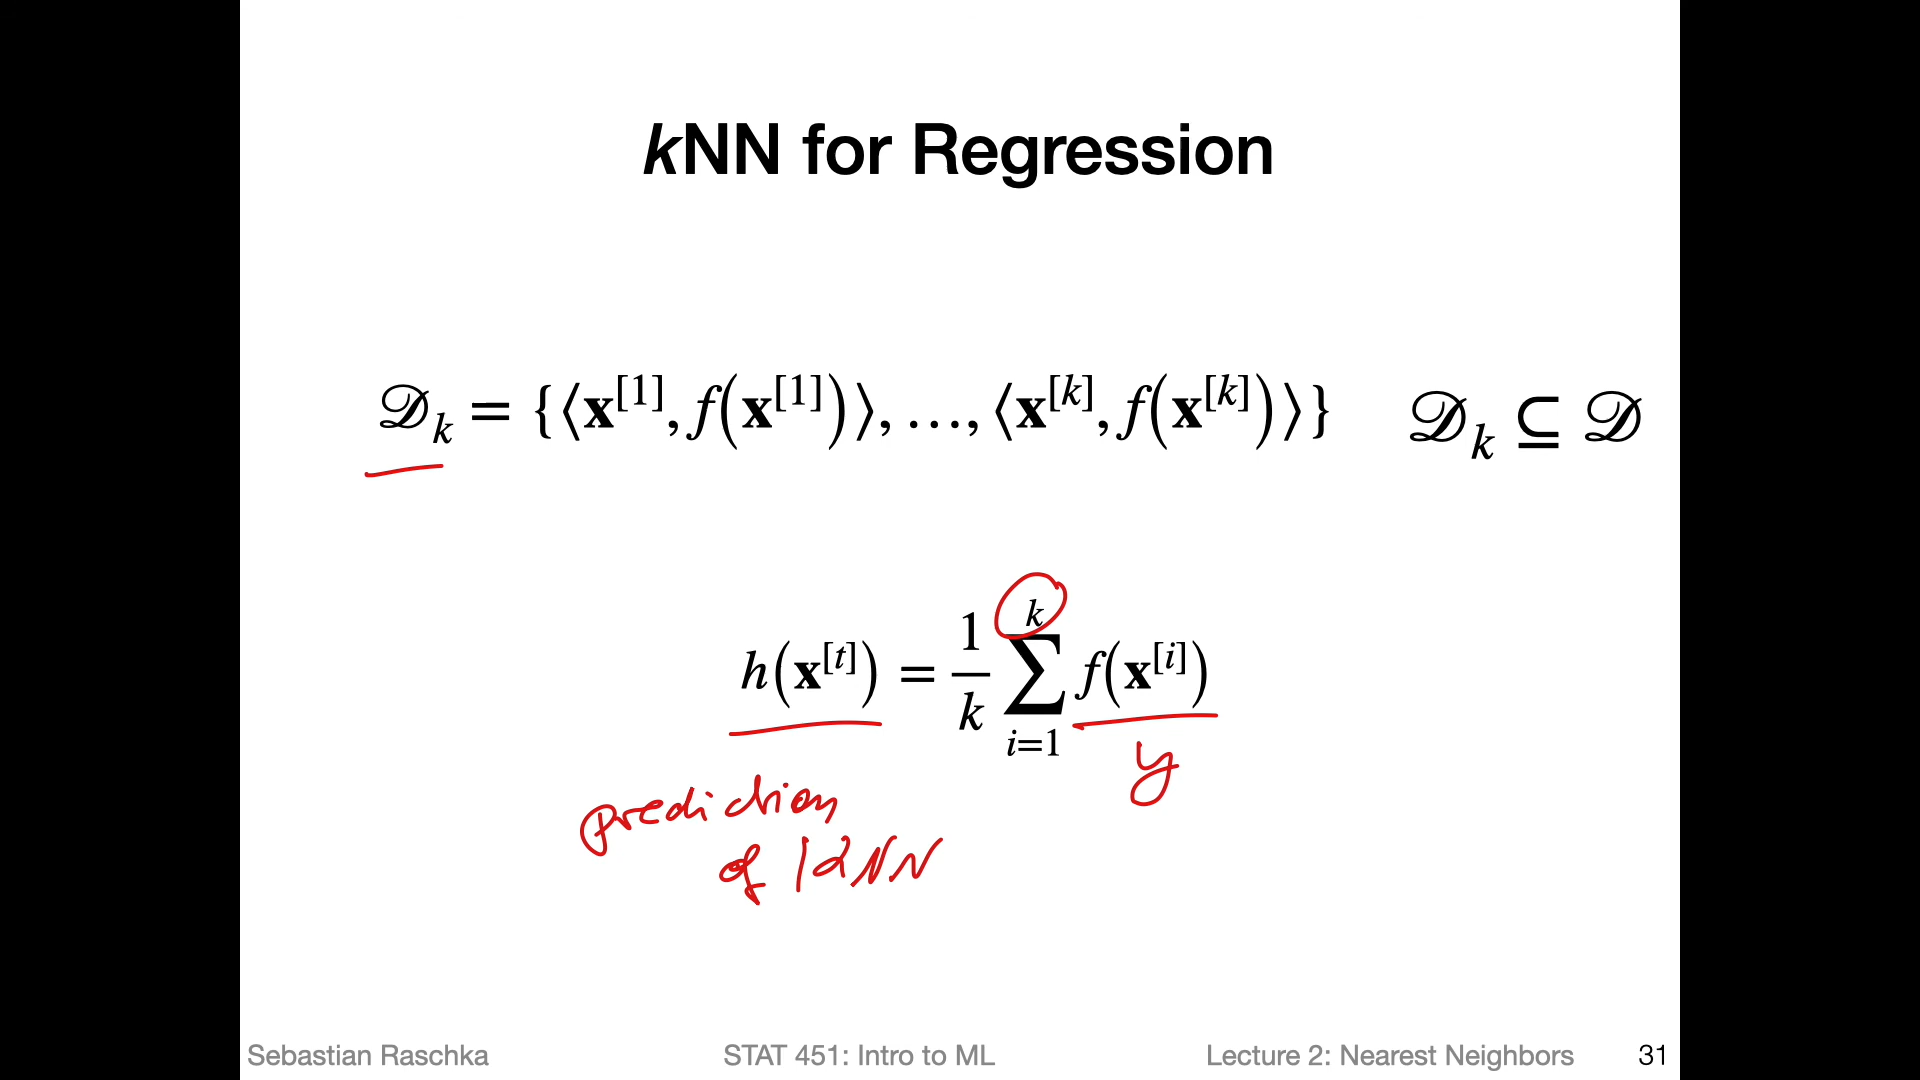 kNN for Regression
𝒟ₖ = {⟨x^[1], f(x^[1])⟩, …, ⟨x^[k], f(x^[k])⟩} 𝒟ₖ ⊆ 𝒟
h(x^[t]) = 1/k ∑_{i=1}^{k} f(x^[i])
y
prediction
of KNN
Sebastian Raschka STAT 451: Intro to ML Lecture 2: Nearest Neighbors 31